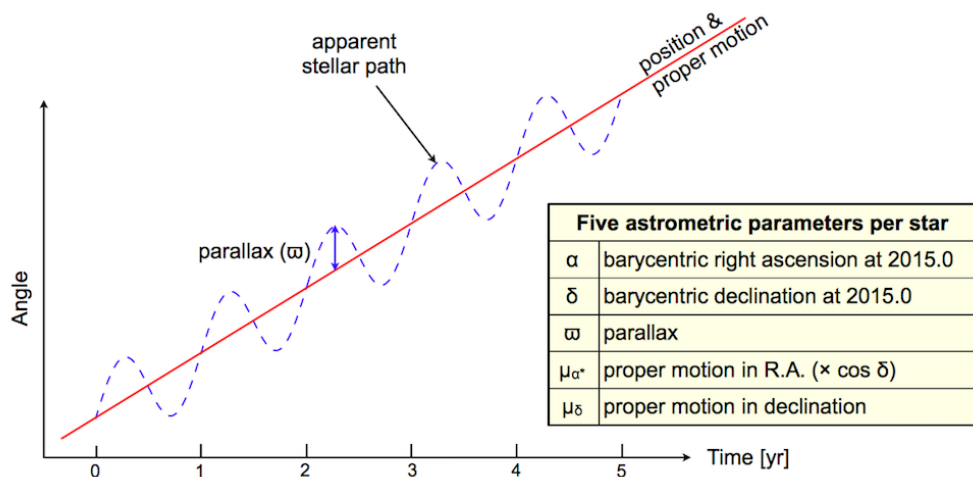 apparent
stellar path
position &
proper motion
parallax (ϖ)
Angle
0 1 2 3 4 5
Time [yr]
Five astrometric parameters per star
α barycentric right ascension at 2015.0
δ barycentric declination at 2015.0
ϖ parallax
μα* proper motion in R.A. (× cos δ)
μδ proper motion in declination